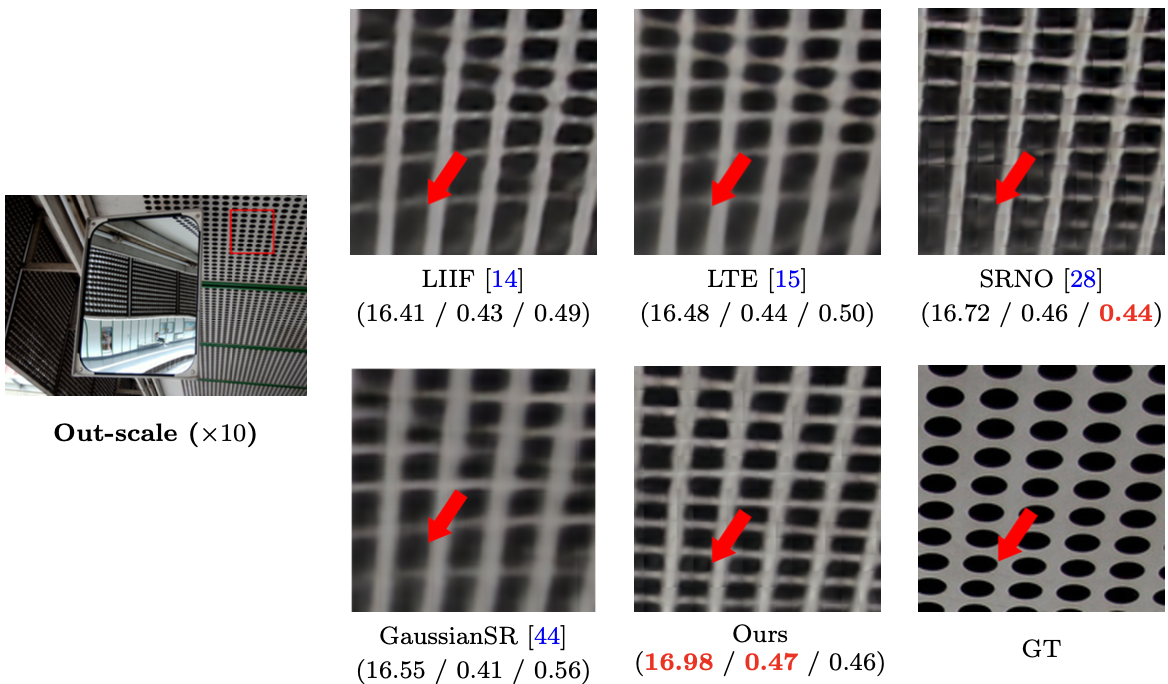 LIIF [14]
(16.41 / 0.43 / 0.49)
LTE [15]
(16.48 / 0.44 / 0.50)
SRNO [28]
(16.72 / 0.46 / 0.44)
Out-scale (×10)
GaussianSR [44]
(16.55 / 0.41 / 0.56)
Ours
(16.98 / 0.47 / 0.46)
GT